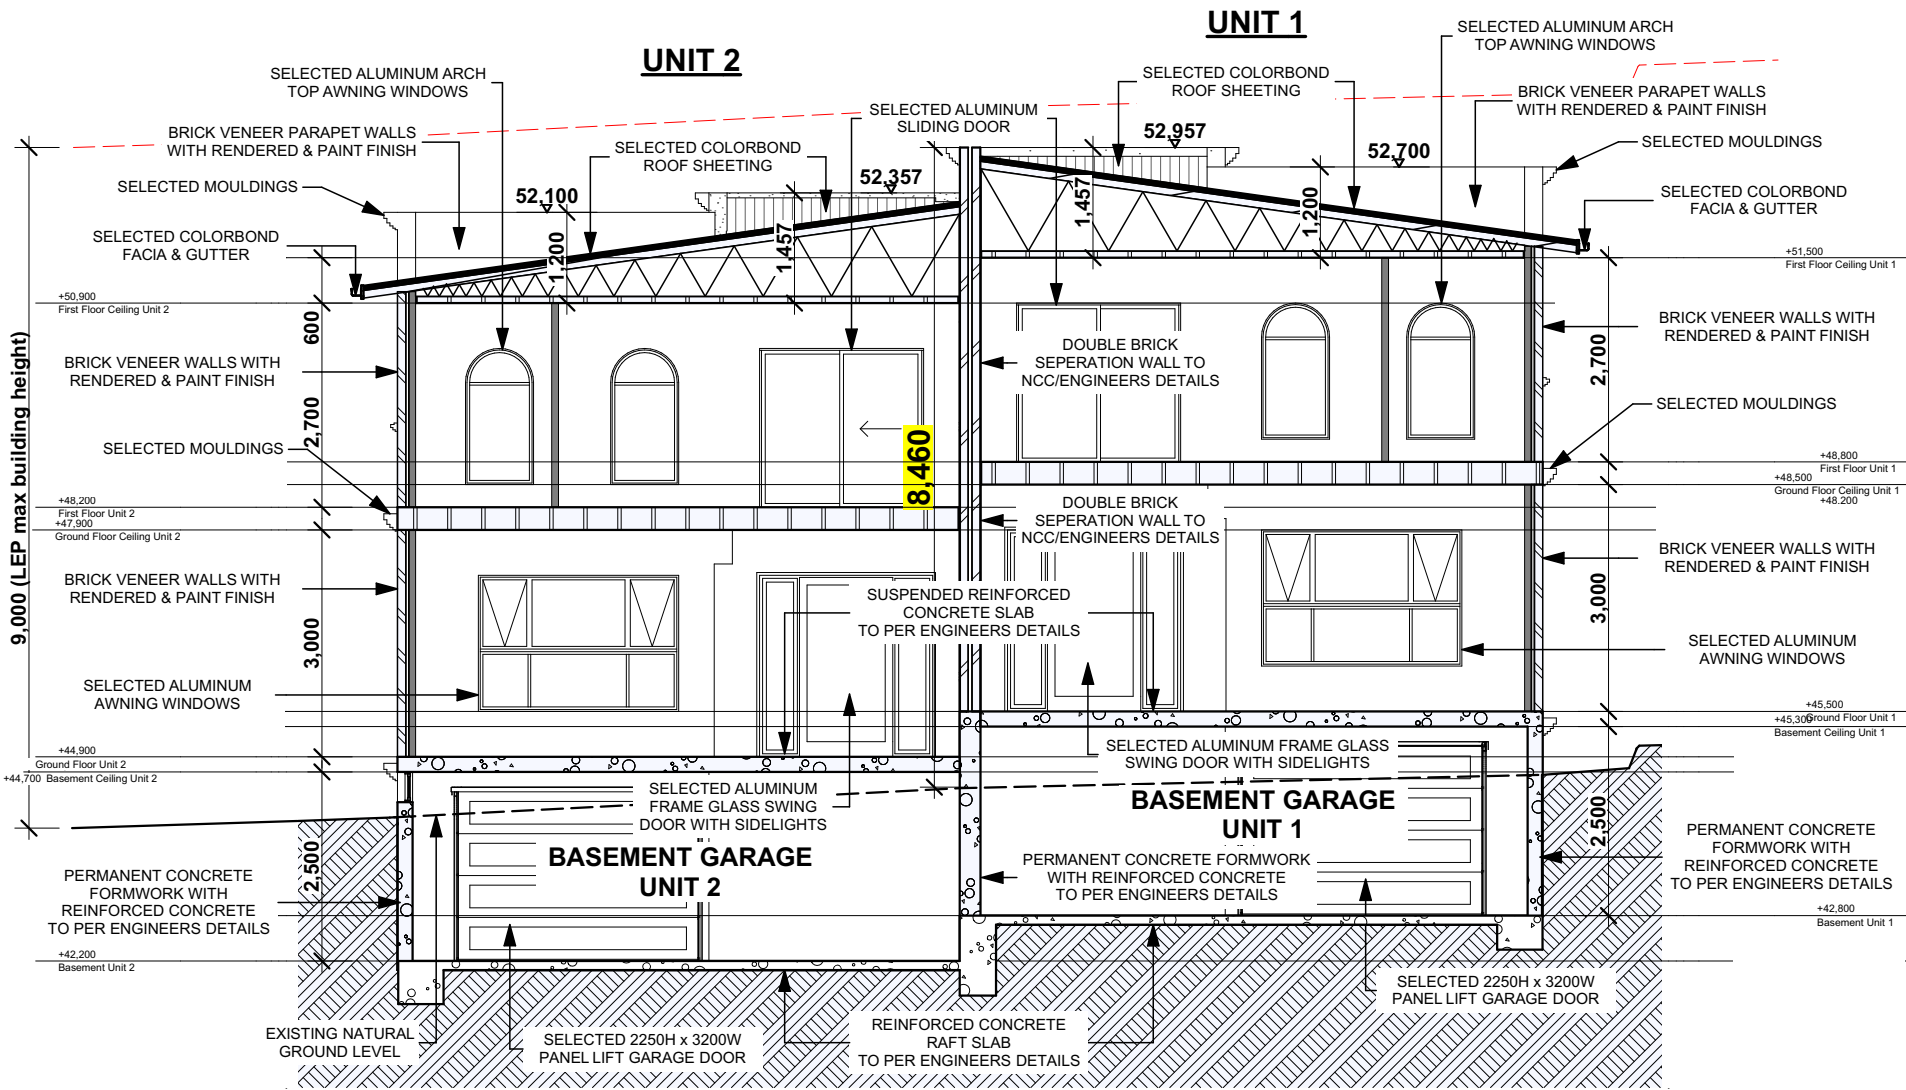 UNIT 1
UNIT 2
SELECTED ALUMINUM ARCH
TOP AWNING WINDOWS
SELECTED ALUMINUM ARCH
TOP AWNING WINDOWS
SELECTED COLORBOND
ROOF SHEETING
BRICK VENEER PARAPET WALLS
WITH RENDERED & PAINT FINISH
SELECTED ALUMINUM
SLIDING DOOR
BRICK VENEER PARAPET WALLS
WITH RENDERED & PAINT FINISH
SELECTED COLORBOND
ROOF SHEETING
52,957
52,700
SELECTED MOULDINGS
SELECTED MOULDINGS
52,100
52,357
SELECTED COLORBOND
FACIA & GUTTER
SELECTED COLORBOND
FACIA & GUTTER
1,200
1,457
1,457
1,200
+51,500
First Floor Ceiling Unit 1
+50,900
First Floor Ceiling Unit 2
600
9,000 (LEP max building height)
BRICK VENEER WALLS WITH
RENDERED & PAINT FINISH
DOUBLE BRICK
SEPERATION WALL TO
NCC/ENGINEERS DETAILS
BRICK VENEER WALLS WITH
RENDERED & PAINT FINISH
2,700
2,700
SELECTED MOULDINGS
SELECTED MOULDINGS
8,460
+48,800
First Floor Unit 1
+48,500
Ground Floor Ceiling Unit 1
+48.200
+48,200
First Floor Unit 2
+47,900
Ground Floor Ceiling Unit 2
DOUBLE BRICK
SEPERATION WALL TO
NCC/ENGINEERS DETAILS
BRICK VENEER WALLS WITH
RENDERED & PAINT FINISH
BRICK VENEER WALLS WITH
RENDERED & PAINT FINISH
SUSPENDED REINFORCED
CONCRETE SLAB
TO PER ENGINEERS DETAILS
3,000
3,000
SELECTED ALUMINUM
AWNING WINDOWS
SELECTED ALUMINUM
AWNING WINDOWS
+45,500
Ground Floor Unit 1
+45,300
Basement Ceiling Unit 1
+44,900
Ground Floor Unit 2
+44,700 Basement Ceiling Unit 2
SELECTED ALUMINUM FRAME GLASS
SWING DOOR WITH SIDELIGHTS
SELECTED ALUMINUM
FRAME GLASS SWING
DOOR WITH SIDELIGHTS
BASEMENT GARAGE
UNIT 1
BASEMENT GARAGE
UNIT 2
2,500
2,500
PERMANENT CONCRETE
FORMWORK WITH
REINFORCED CONCRETE
TO PER ENGINEERS DETAILS
PERMANENT CONCRETE FORMWORK
WITH REINFORCED CONCRETE
TO PER ENGINEERS DETAILS
PERMANENT CONCRETE
FORMWORK WITH
REINFORCED CONCRETE
TO PER ENGINEERS DETAILS
+42,800
Basement Unit 1
+42,200
Basement Unit 2
SELECTED 2250H x 3200W
PANEL LIFT GARAGE DOOR
EXISTING NATURAL
GROUND LEVEL
SELECTED 2250H x 3200W
PANEL LIFT GARAGE DOOR
REINFORCED CONCRETE
RAFT SLAB
TO PER ENGINEERS DETAILS